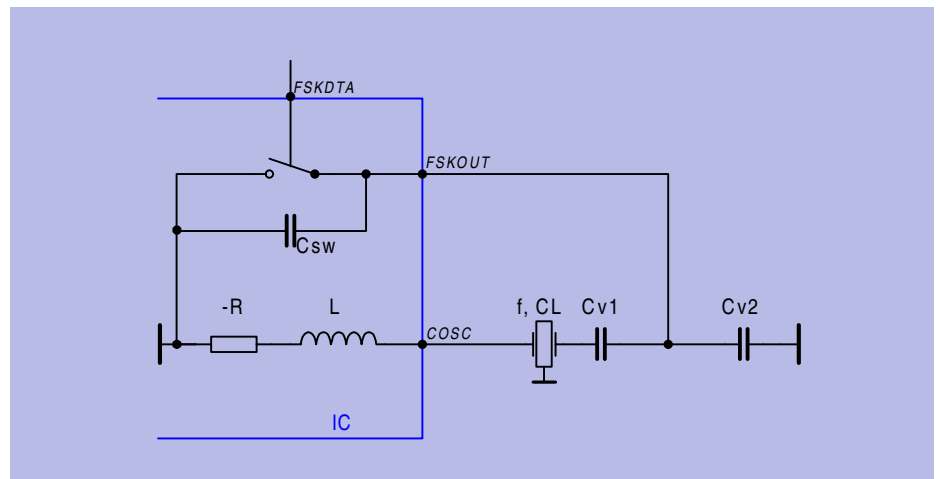 FSKDTA
FSKOUT
Csw
-R
L
COSC
f, CL
Cv1
Cv2
IC